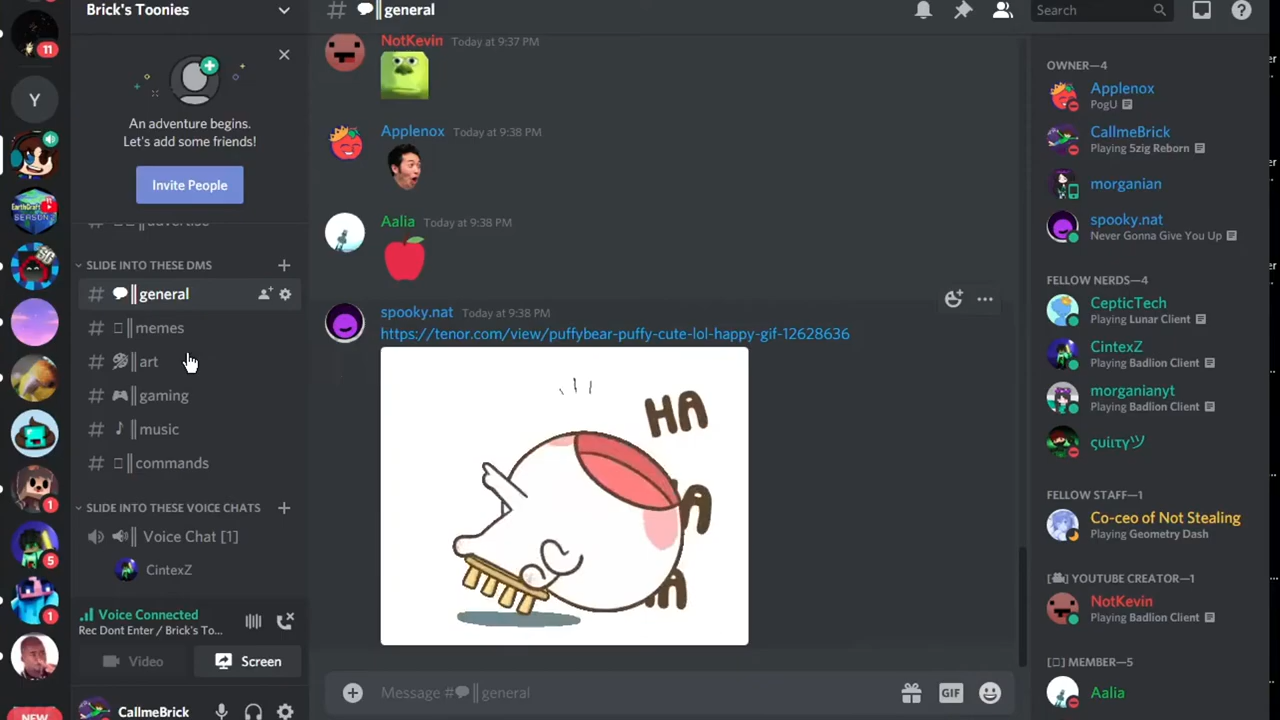 Brick's Toonies
general
Search
11
Y
An adventure begins.
Let's add some friends!
Invite People
advertise
SLIDE INTO THESE DMS
general
memes
art
gaming
music
commands
SLIDE INTO THESE VOICE CHATS
Voice Chat [1]
CintexZ
Voice Connected
Rec Dont Enter / Brick's To...
Video
Screen
CallmeBrick
1
5
1
NEW
NotKevin Today at 9:37 PM
Applenox Today at 9:38 PM
Aalia Today at 9:38 PM
spooky.nat Today at 9:38 PM
https://tenor.com/view/puffybear-puffy-cute-lol-happy-gif-12628636
HA
A
A
Message # general
GIF
OWNER—4
Applenox
PogU
CallmeBrick
Playing 5zig Reborn
morganian
spooky.nat
Never Gonna Give You Up
FELLOW NERDS—4
CepticTech
Playing Lunar Client
CintexZ
Playing Badlion Client
morganianyt
Playing Badlion Client
FELLOW STAFF—1
Co-ceo of Not Stealing
Playing Geometry Dash
YOUTUBE CREATOR—1
NotKevin
Playing Badlion Client
MEMBER—5
Aalia